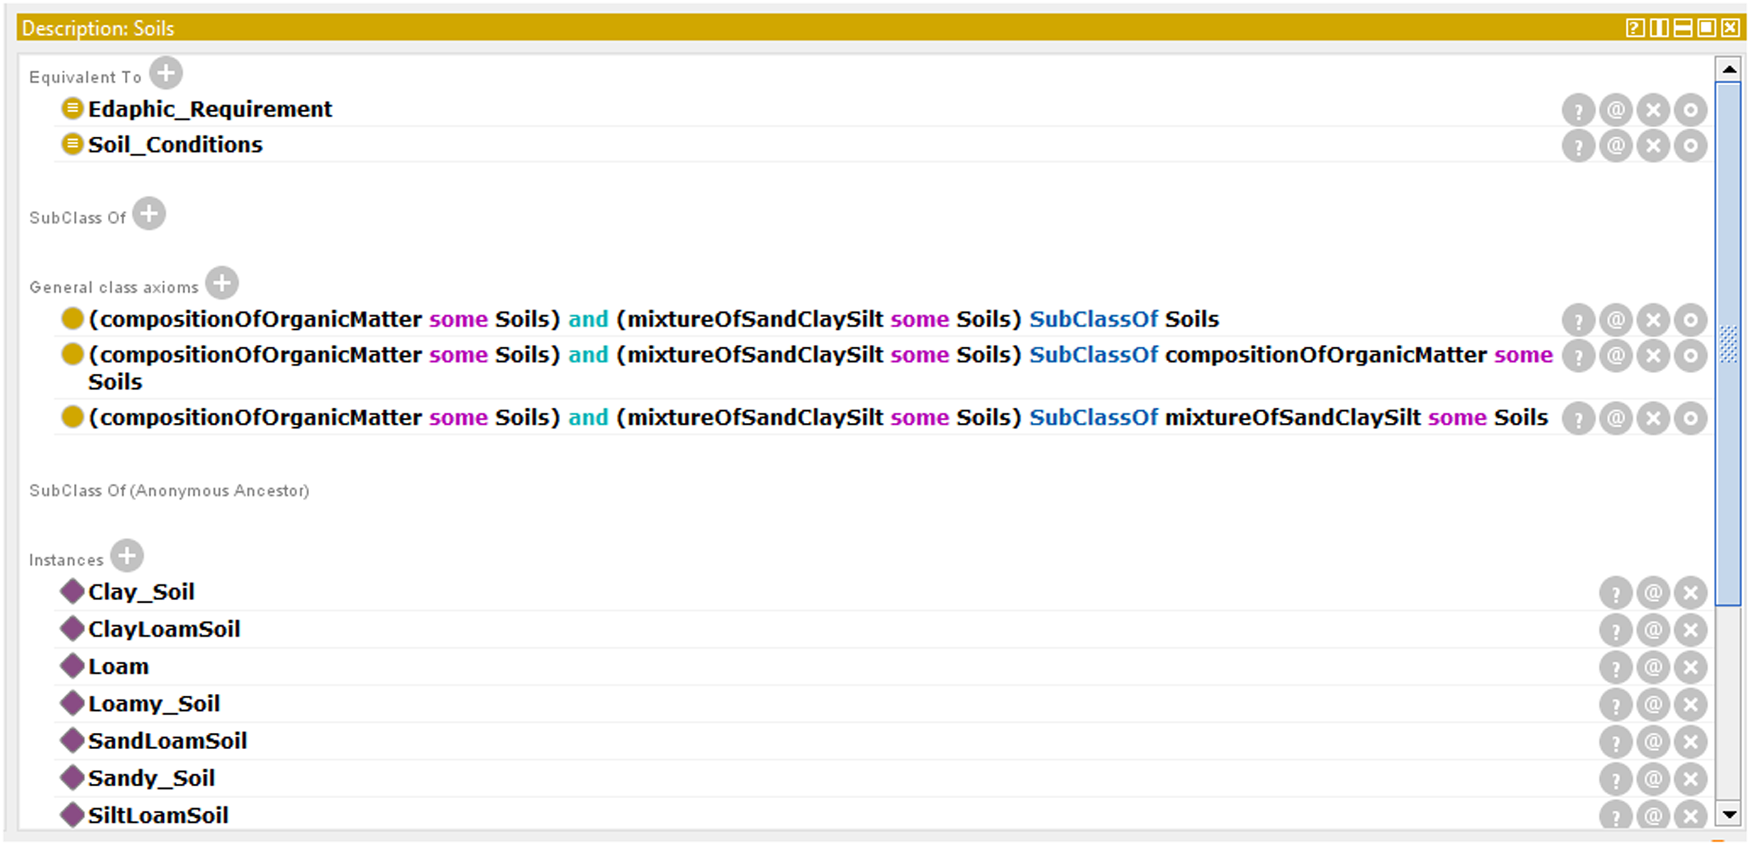 Description: Soils
Equivalent To
Edaphic_Requirement
Soil_Conditions
SubClass Of
General class axioms
(compositionOfOrganicMatter some Soils) and (mixtureOfSandClaySilt some Soils) SubClassOf Soils
(compositionOfOrganicMatter some Soils) and (mixtureOfSandClaySilt some Soils) SubClassOf compositionOfOrganicMatter some
Soils
(compositionOfOrganicMatter some Soils) and (mixtureOfSandClaySilt some Soils) SubClassOf mixtureOfSandClaySilt some Soils
SubClass Of (Anonymous Ancestor)
Instances
Clay_Soil
ClayLoamSoil
Loam
Loamy_Soil
SandLoamSoil
Sandy_Soil
SiltLoamSoil